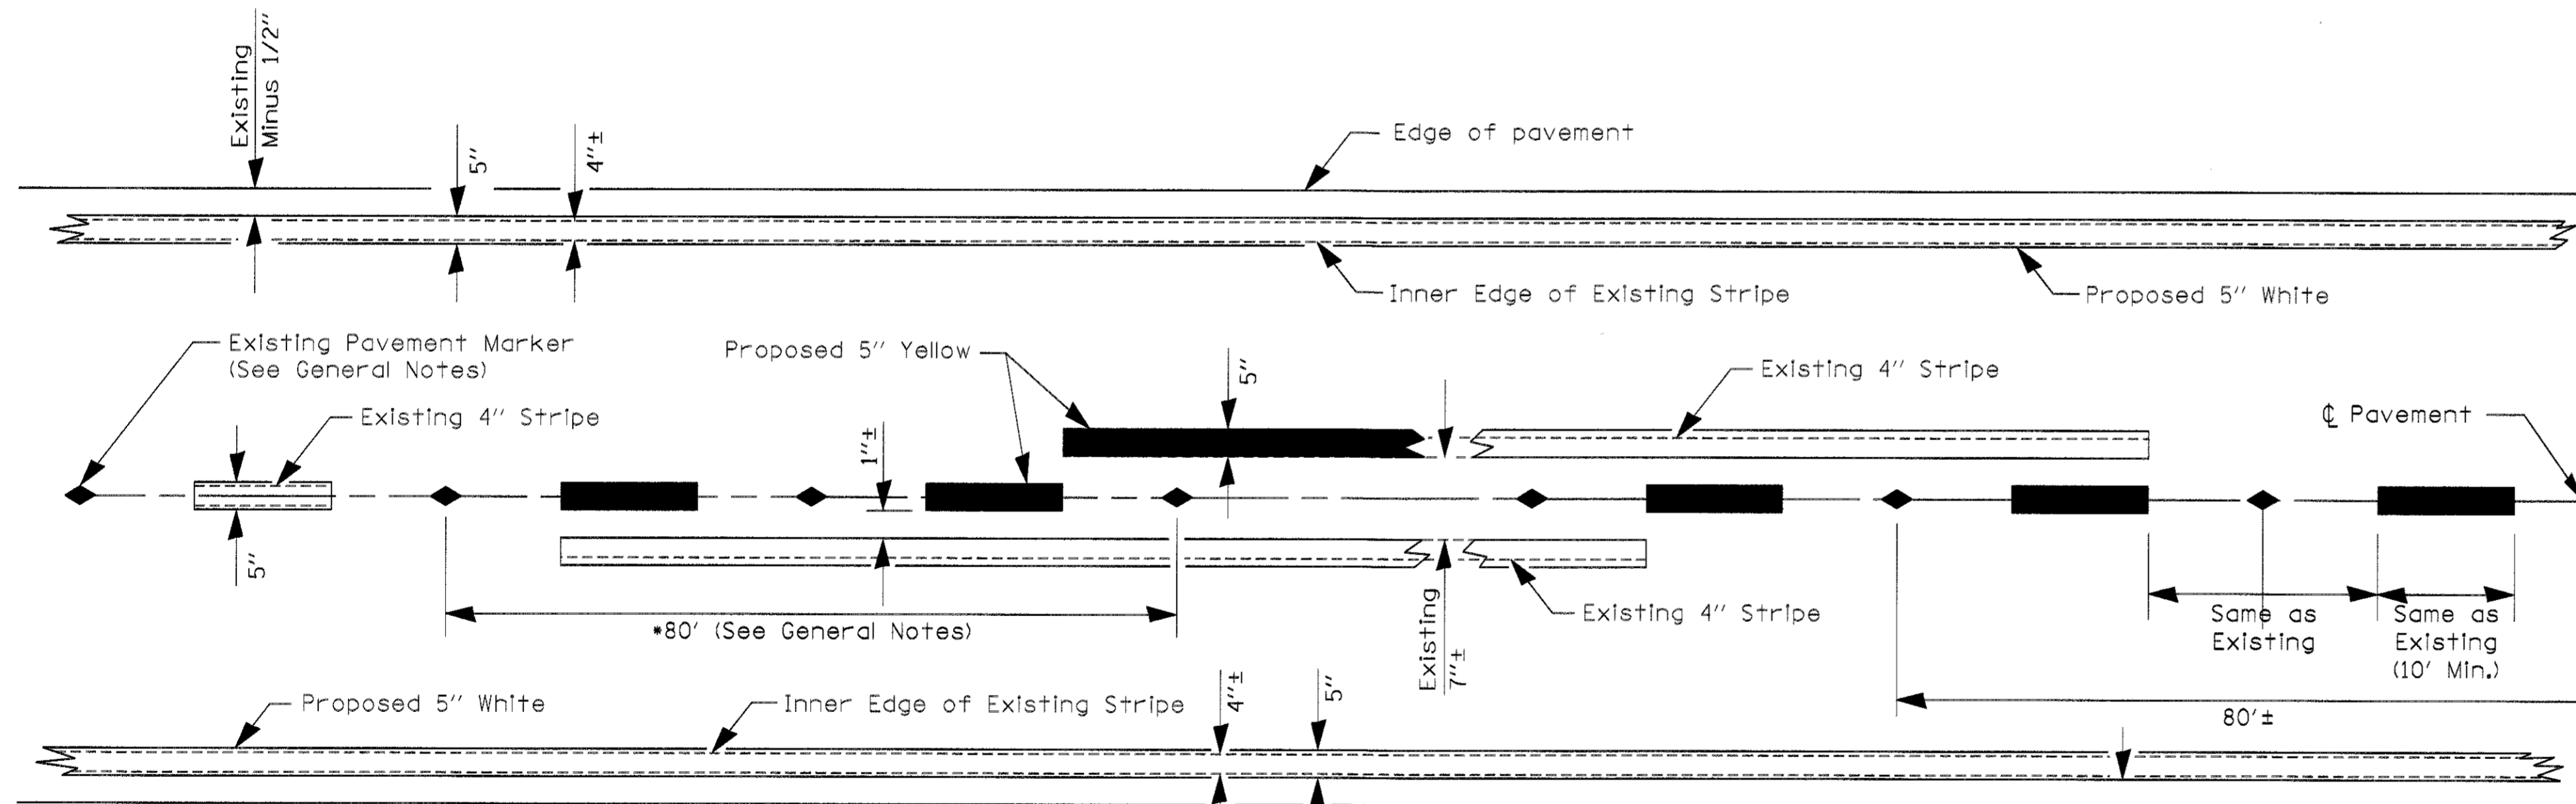 Existing
Minus 1/2"
5"
4"±
Edge of pavement
Inner Edge of Existing Stripe
Proposed 5" White
Existing Pavement Marker
(See General Notes)
Existing 4" Stripe
Proposed 5" Yellow
5"
Existing 4" Stripe
℄ Pavement
1"±
5"
*80' (See General Notes)
Existing
7"±
Existing 4" Stripe
Same as
Existing
Same as
Existing
(10' Min.)
80'±
Proposed 5" White
Inner Edge of Existing Stripe
4"±
5"